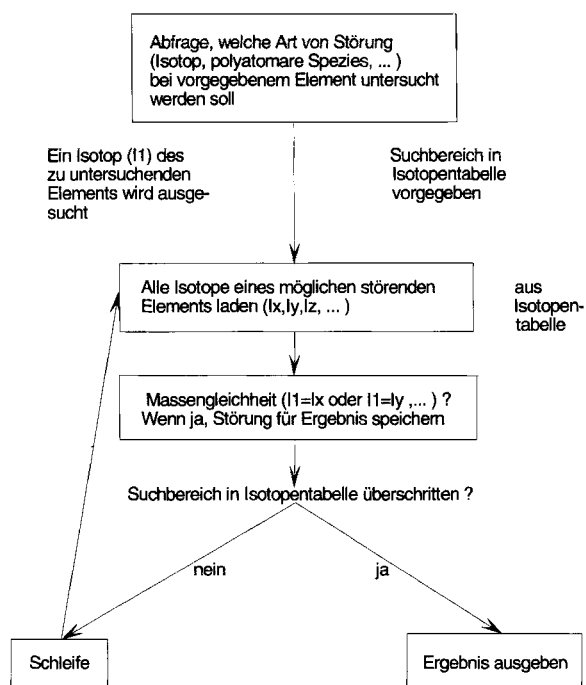 Abfrage, welche Art von Störung
(Isotop, polyatomare Spezies, ... )
bei vorgegebenem Element untersucht
werden soll
Ein Isotop (I1) des
zu untersuchenden
Elements wird ausge-
sucht
Suchbereich in
Isotopentabelle
vorgegeben
Alle Isotope eines möglichen störenden
Elements laden (Ix,Iy,Iz, ... )
aus
Isotopen-
tabelle
Massengleichheit (I1=Ix oder I1=Iy ,... ) ?
Wenn ja, Störung für Ergebnis speichern
Suchbereich in Isotopentabelle überschritten ?
nein
ja
Schleife
Ergebnis ausgeben